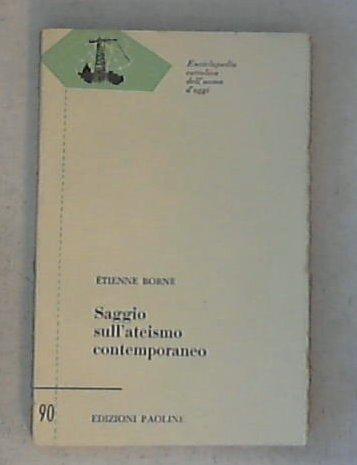 Enciclopedia
cattolica
dell'uomo
d'oggi
ÉTIENNE BORNE
Saggio
sull'ateismo
contemporaneo
90
EDIZIONI PAOLINE